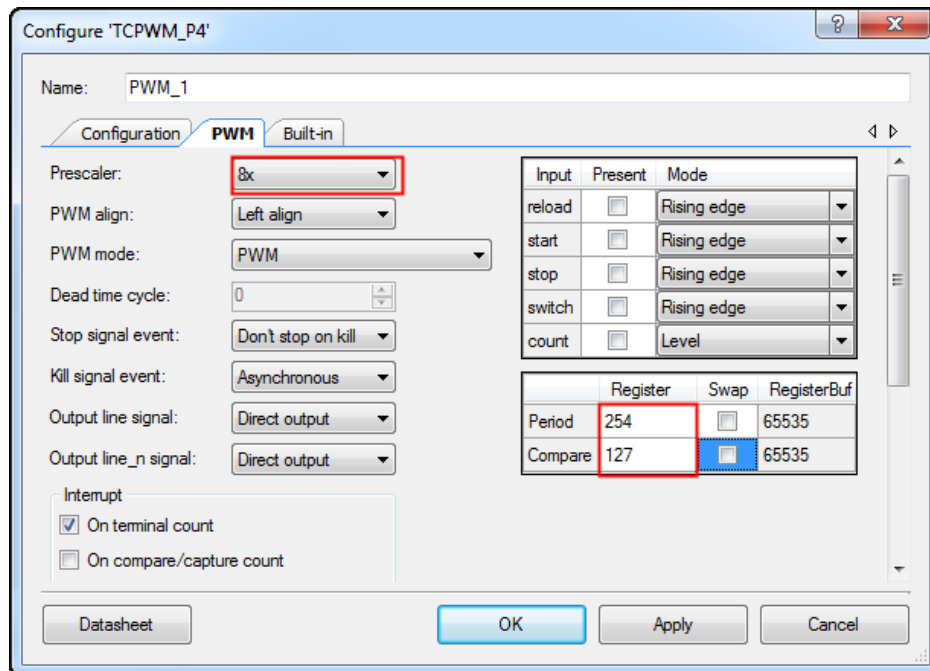 Configure 'TCPWM_P4'
Name: PWM_1
Configuration PWM Built-in
Prescaler: 8x
PWM align: Left align
PWM mode: PWM
Dead time cycle: 0
Stop signal event: Don't stop on kill
Kill signal event: Asynchronous
Output line signal: Direct output
Output line_n signal: Direct output
Interrupt
On terminal count
On compare/capture count
Input Present Mode
reload Rising edge
start Rising edge
stop Rising edge
switch Rising edge
count Level
Register Swap RegisterBuf
Period 254 65535
Compare 127 65535
Datasheet OK Apply Cancel